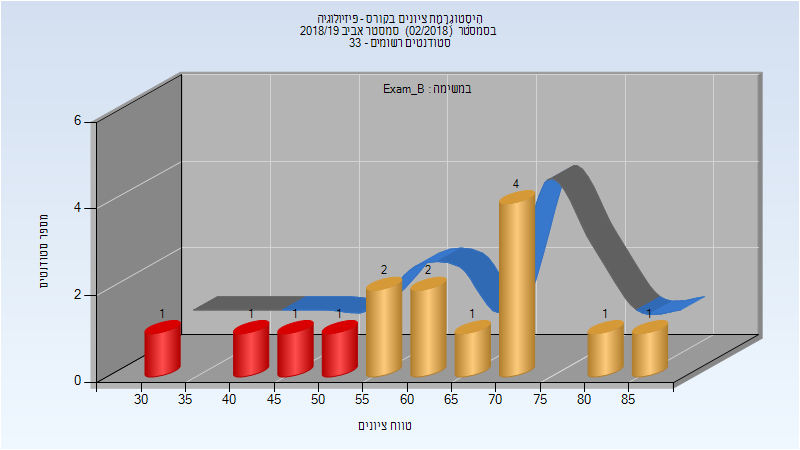 היסטוגרמת ציונים בקורס - פיזיולוגיה
בסמסטר (02/2018) סמסטר אביב 2018/19
סטודנטים רשומים - 33
במשימה : Exam_B
מספר סטודנטים
6
4
2
0
1
1
1
1
2
2
1
4
1
1
30 35 40 45 50 55 60 65 70 75 80 85
טווח ציונים